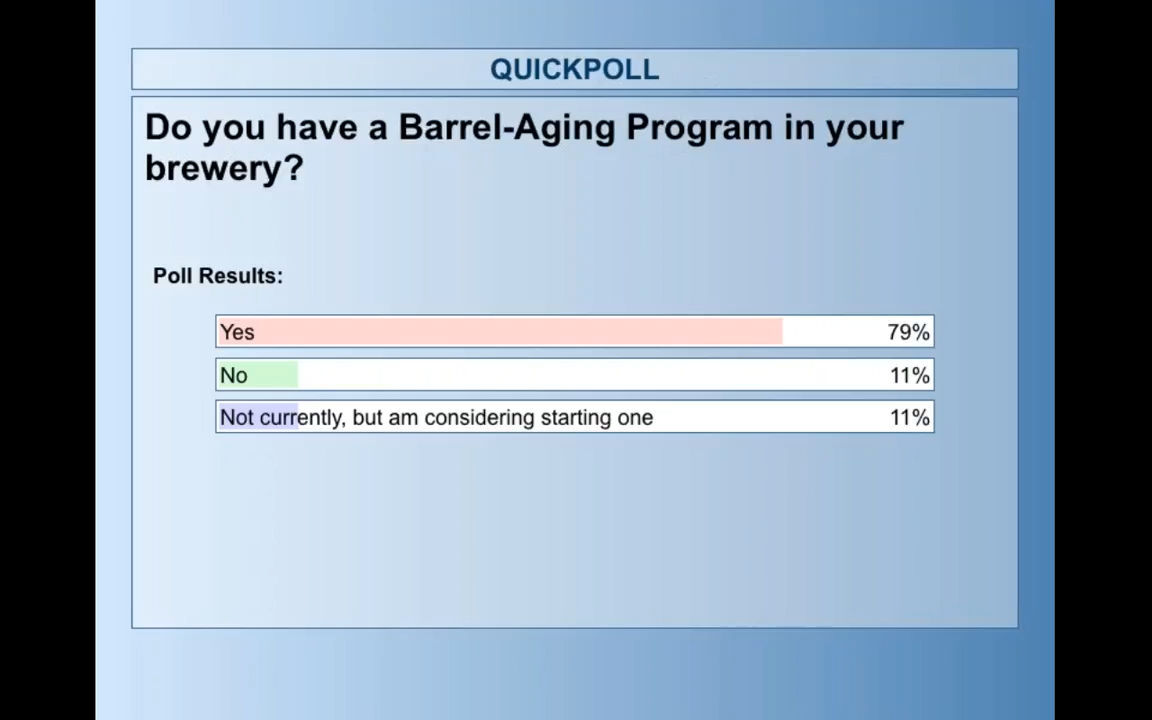 QUICKPOLL
Do you have a Barrel-Aging Program in your
brewery?
Poll Results:
Yes 79%
No 11%
Not currently, but am considering starting one 11%